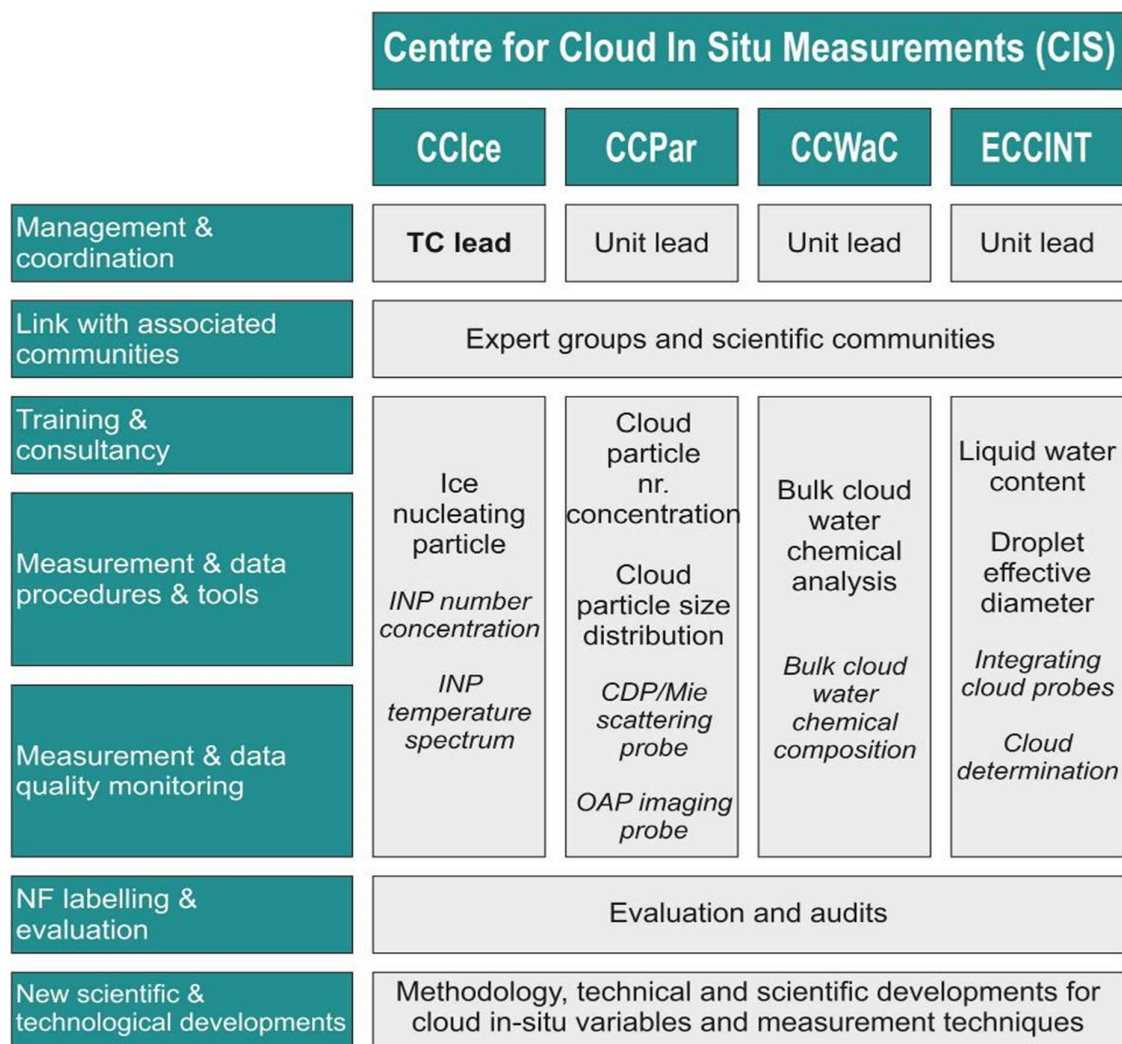 Centre for Cloud In Situ Measurements (CIS)
CCIce
CCPar
CCWaC
ECCINT
Management &
coordination
TC lead
Unit lead
Unit lead
Unit lead
Link with associated
communities
Expert groups and scientific communities
Training &
consultancy
Measurement & data
procedures & tools
Measurement & data
quality monitoring
Ice
nucleating
particle
INP number
concentration
INP
temperature
spectrum
Cloud
particle
nr.
concentration
Cloud
particle size
distribution
CDP/Mie
scattering
probe
OAP imaging
probe
Bulk cloud
water
chemical
analysis
Bulk cloud
water
chemical
composition
Liquid water
content
Droplet
effective
diameter
Integrating
cloud probes
Cloud
determination
NF labelling &
evaluation
Evaluation and audits
New scientific &
technological developments
Methodology, technical and scientific developments for
cloud in-situ variables and measurement techniques